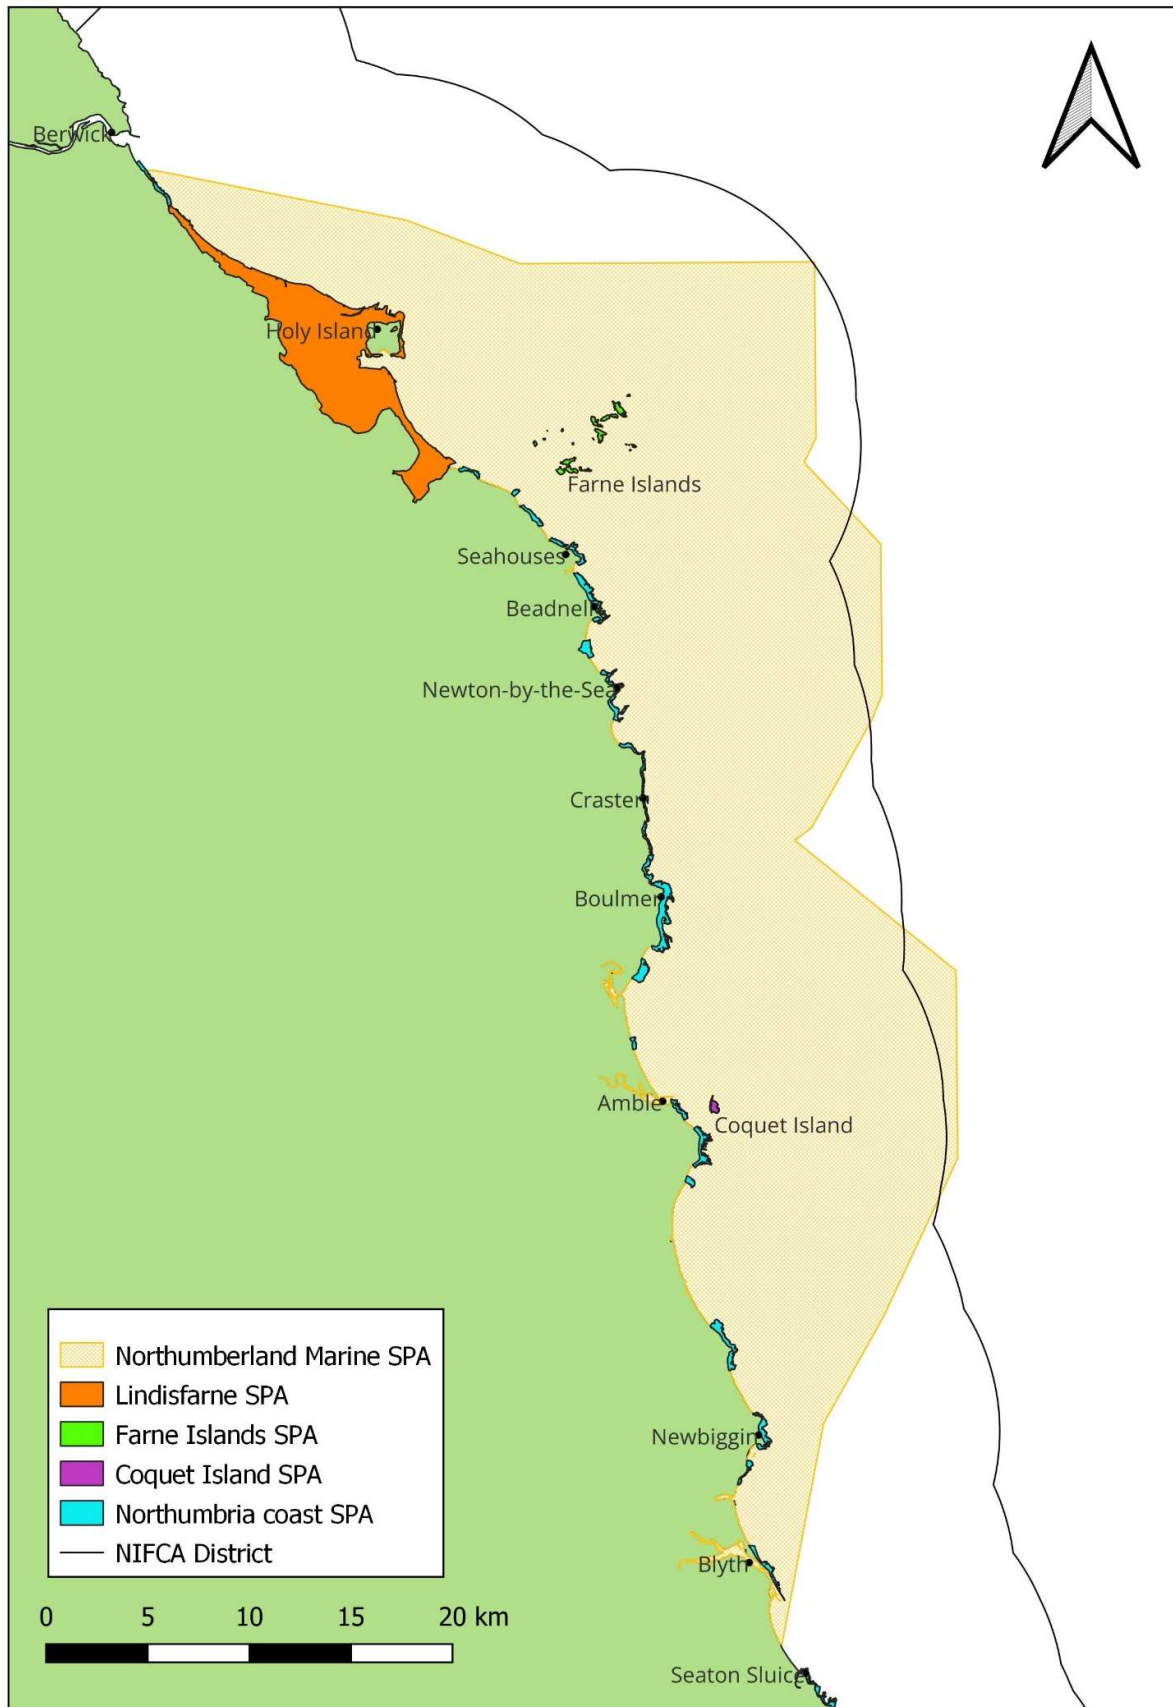 Berwick
Holy Island
Farne Islands
Seahouses
Beadnell
Newton-by-the-Sea
Craster
Boulmer
Amble
Coquet Island
Newbiggin
Blyth
Seaton Sluice
Northumberland Marine SPA
Lindisfarne SPA
Farne Islands SPA
Coquet Island SPA
Northumbria coast SPA
NIFCA District
0 5 10 15 20 km